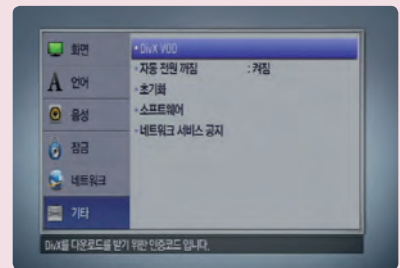 화면
언어
음성
잠금
네트워크
기타
• DivX VOD
• 자동 전원 꺼짐 : 켜짐
• 초기화
• 소프트웨어
• 네트워크 서비스 공지
DivX를 다운로드를 받기 위한 인증코드 입니다.